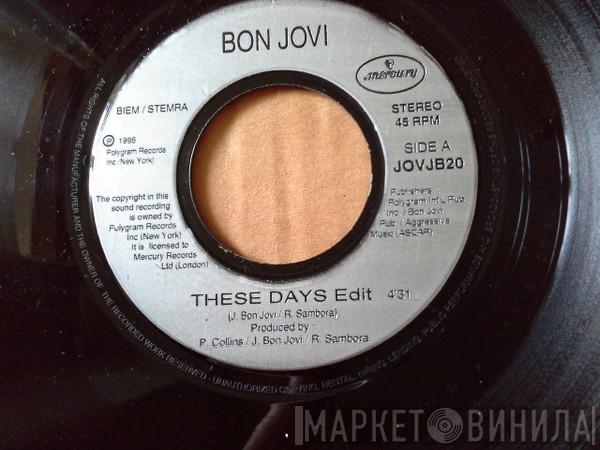 BON JOVI
mercury
BIEM / STEMRA
STEREO
45 RPM
℗ 1995
Polygram Records
Inc (New York)
SIDE A
JOVJB20
The copyright in this
sound recording
is owned by
Polygram Records
Inc (New York)
It is licensed to
Mercury Records
Ltd (London)
Publishers :
Polygram Int'L Pub
Inc. / Bon Jovi
Pub. / Aggressive
Music (ASCAP)
THESE DAYS Edit 4'31
(J. Bon Jovi / R. Sambora)
Produced by :
P. Collins / J. Bon Jovi / R. Sambora
ALL RIGHTS OF THE MANUFACTURER AND THE OWNER OF THE RECORDED WORK RESERVED - UNAUTHORIZED HIRING, LENDING, PUBLIC PERFORMANCE
МАРКЕТ ВИНИЛА